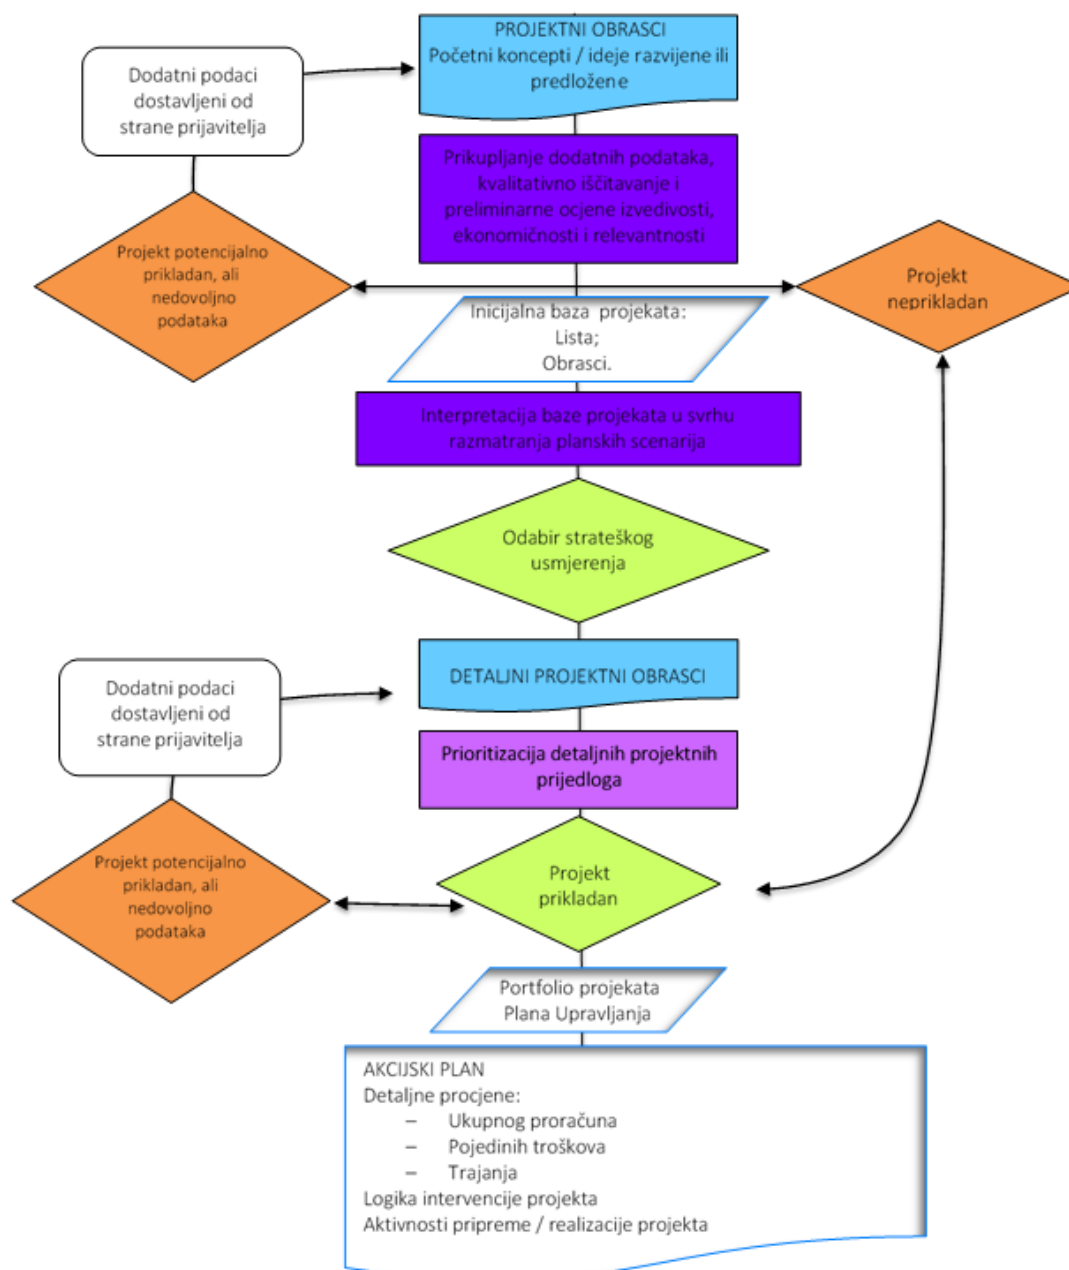 PROJEKTNI OBRASCI
Početni koncepti / ideje razvijene ili
predložene
Dodatni podaci
dostavljeni od
strane prijavitelja
Prikupljanje dodatnih podataka,
kvalitativno iščitavanje i
preliminarne ocjene izvedivosti,
ekonomičnosti i relevantnosti
Projekt potencijalno
prikladan, ali
nedovoljno
podataka
Projekt
neprikladan
Inicijalna baza projekata:
Lista;
Obrasci.
Interpretacija baze projekata u svrhu
razmatranja planskih scenarija
Odabir strateškog
usmjerenja
DETALJNI PROJEKTNI OBRASCI
Dodatni podaci
dostavljeni od
strane prijavitelja
Prioritizacija detaljnih projektnih
prijedloga
Projekt potencijalno
prikladan, ali
nedovoljno
podataka
Projekt
prikladan
Portfolio projekata
Plana Upravljanja
AKCIJSKI PLAN
Detaljne procjene:
– Ukupnog proračuna
– Pojedinih troškova
– Trajanja
Logika intervencije projekta
Aktivnosti pripreme / realizacije projekta